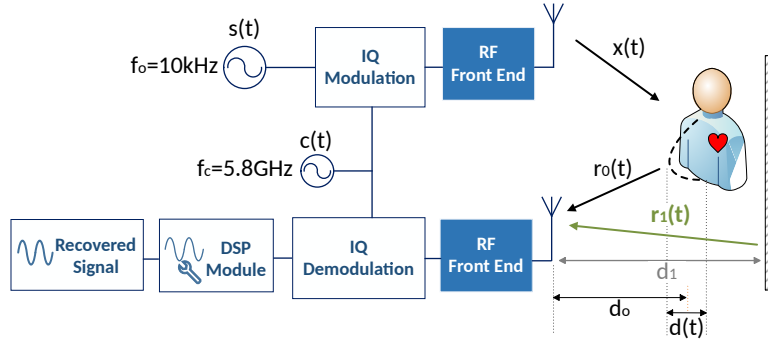 s(t)
fo=10kHz
IQ
Modulation
RF
Front End
x(t)
c(t)
fc=5.8GHz
r0(t)
r1(t)
Recovered
Signal
DSP
Module
IQ
Demodulation
RF
Front End
d1
do
d(t)